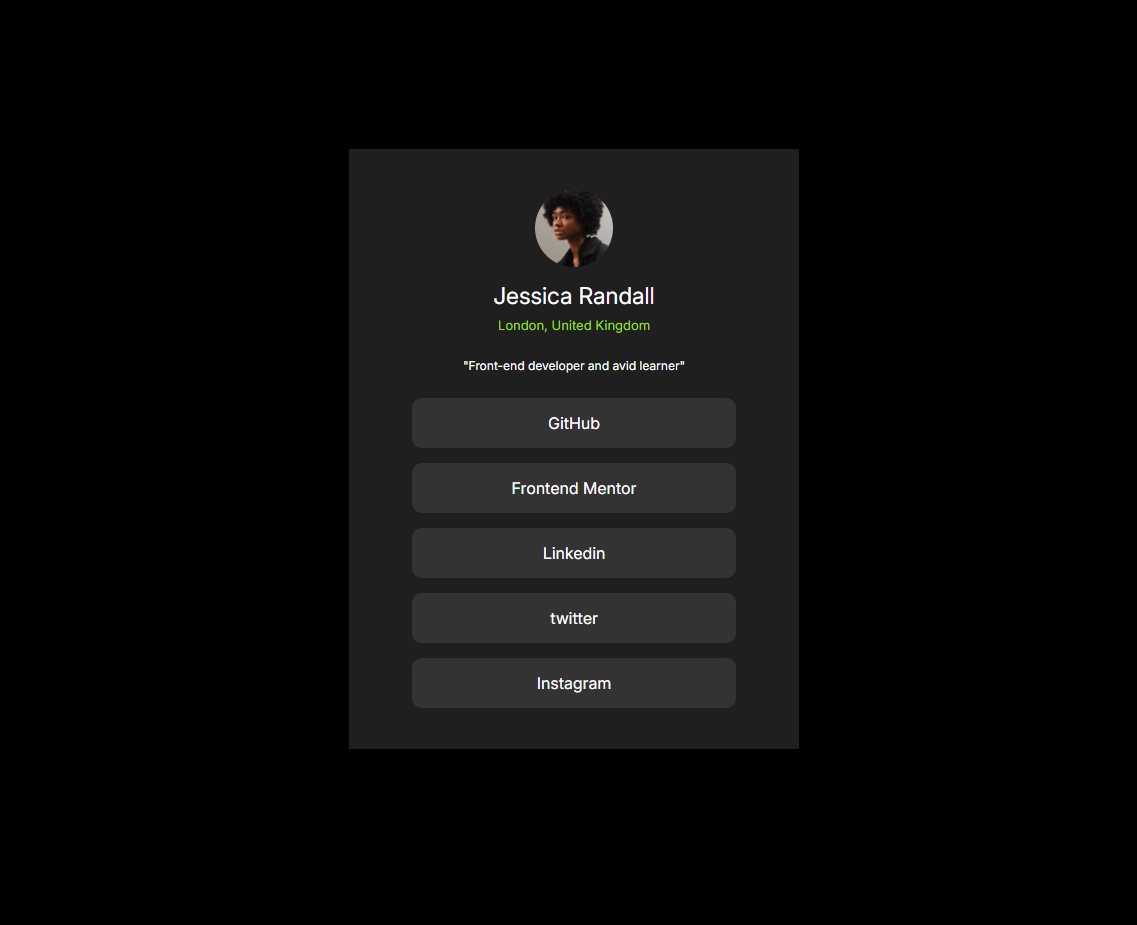 Jessica Randall
London, United Kingdom
"Front-end developer and avid learner"
GitHub
Frontend Mentor
Linkedin
twitter
Instagram